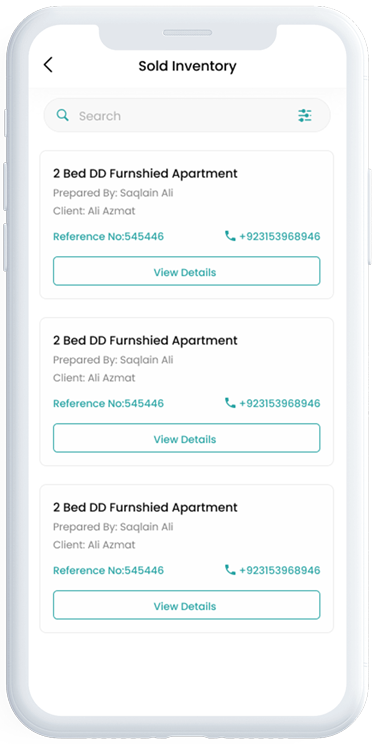 Sold Inventory
Search
2 Bed DD Furnshied Apartment
Prepared By: Saqlain Ali
Client: Ali Azmat
Reference No:545446 +923153968946
View Details
2 Bed DD Furnshied Apartment
Prepared By: Saqlain Ali
Client: Ali Azmat
Reference No:545446 +923153968946
View Details
2 Bed DD Furnshied Apartment
Prepared By: Saqlain Ali
Client: Ali Azmat
Reference No:545446 +923153968946
View Details